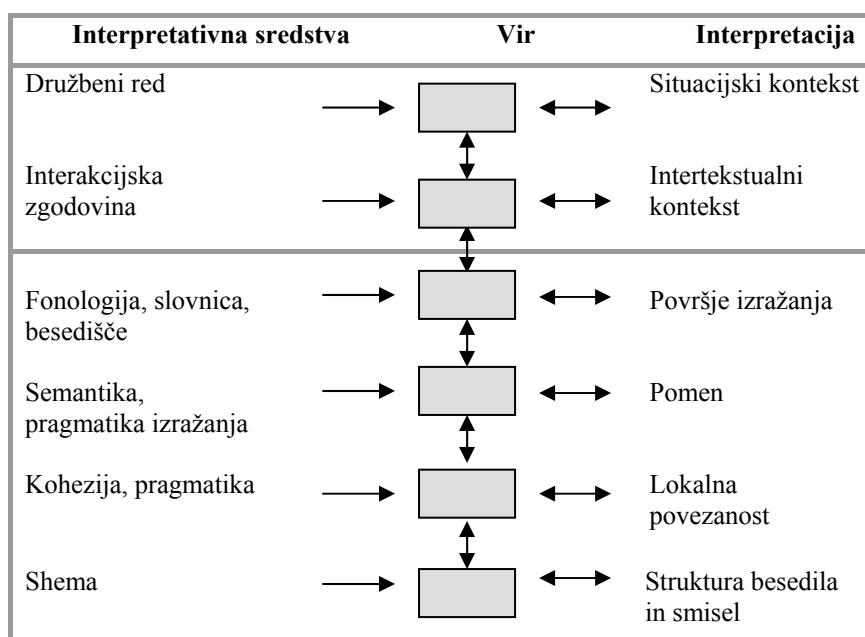 Interpretativna sredstva Vir Interpretacija
Družbeni red Situacijski kontekst
Interakcijska Intertekstualni
zgodovina kontekst
Fonologija, slovnica, Površje izražanja
besedišče
Semantika, Pomen
pragmatika izražanja
Kohezija, pragmatika Lokalna
povezanost
Shema Struktura besedila
in smisel